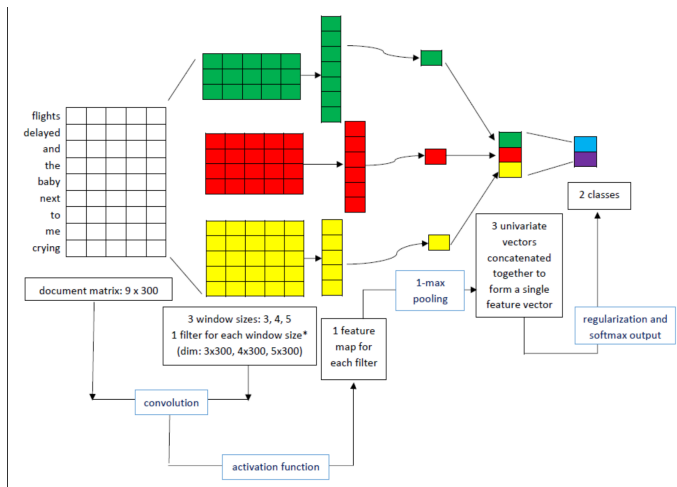 flights
delayed
and
the
baby
next
to
me
crying
document matrix: 9 x 300
3 window sizes: 3, 4, 5
1 filter for each window size*
(dim: 3x300, 4x300, 5x300)
convolution
activation function
1 feature
map for
each filter
1-max
pooling
3 univariate
vectors
concatenated
together to
form a single
feature vector
2 classes
regularization and
softmax output